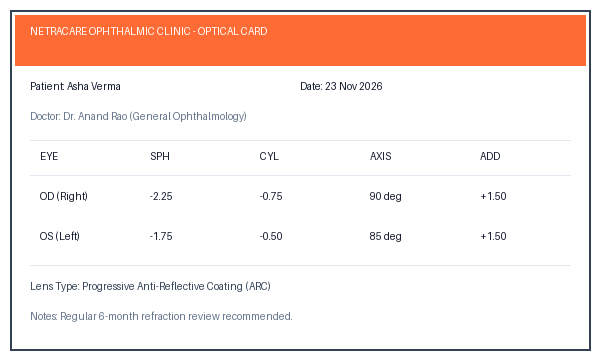 NETRACARE OPHTHALMIC CLINIC - OPTICAL CARD
Patient: Asha Verma Date: 23 Nov 2026
Doctor: Dr. Anand Rao (General Ophthalmology)
EYE SPH CYL AXIS ADD
OD (Right) -2.25 -0.75 90 deg +1.50
OS (Left) -1.75 -0.50 85 deg +1.50
Lens Type: Progressive Anti-Reflective Coating (ARC)
Notes: Regular 6-month refraction review recommended.